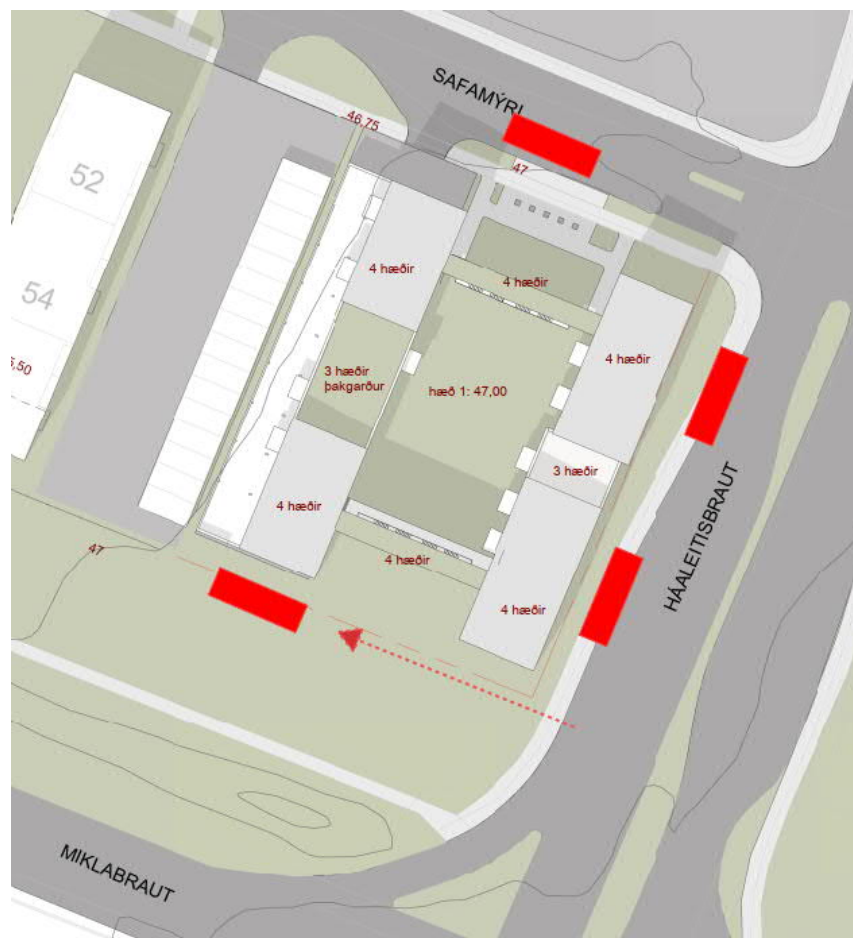 SAFAMÝRI
46,75
47
52
4 hæðir
4 hæðir
54
4 hæðir
3 hæðir
þakgarður
hæð 1: 47,00
5,50
3 hæðir
4 hæðir
47
4 hæðir
4 hæðir
HÁALEITISBRAUT
MIKLABRAUT